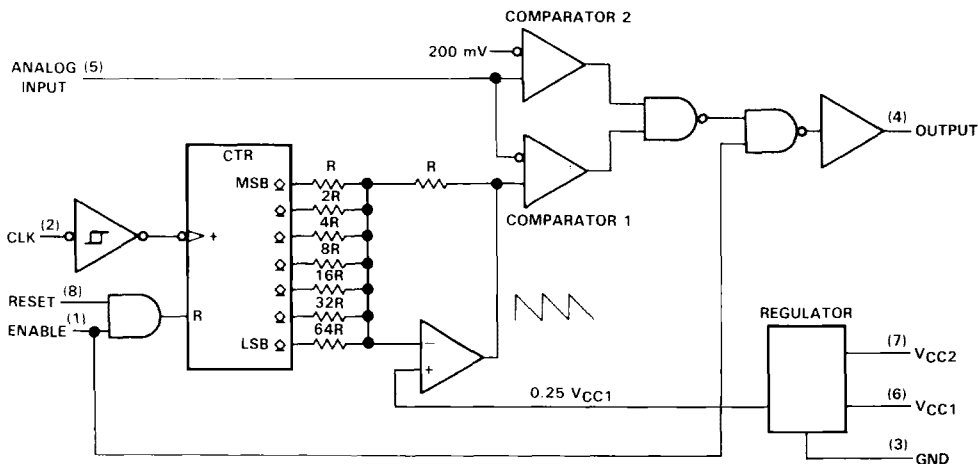 COMPARATOR 2
200 mV
ANALOG (5)
INPUT
(4)
OUTPUT
CTR
MSB
R
R
2R
4R
8R
16R
32R
64R
LSB
COMPARATOR 1
CLK (2)
+
RESET (8)
ENABLE (1)
R
−
+
0.25 VCC1
REGULATOR
(7)
VCC2
(6)
VCC1
(3)
GND